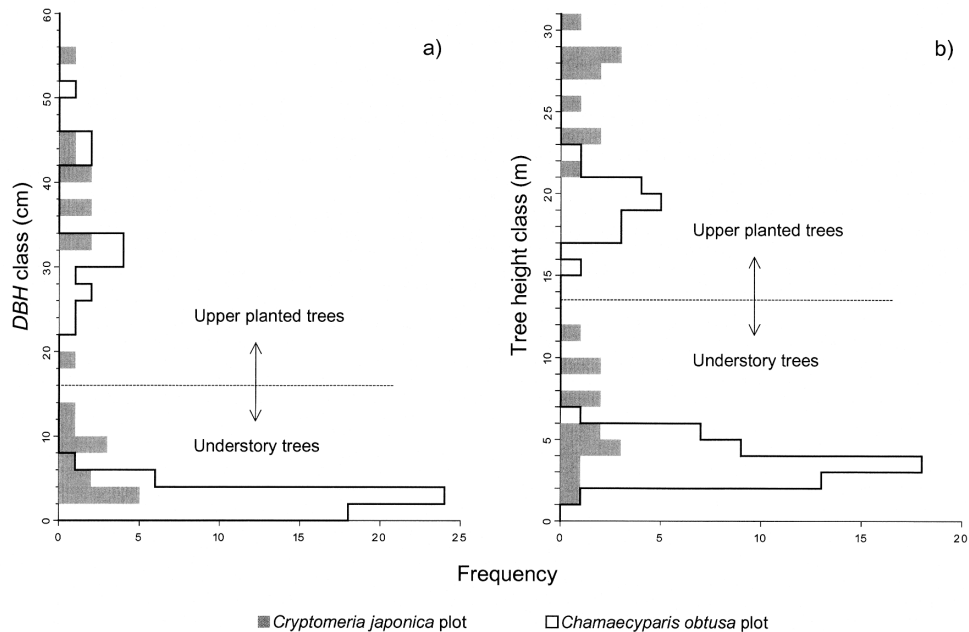 a)
DBH class (cm)
60
50
40
30
20
10
0
Upper planted trees
Understory trees
0 5 10 15 20 25
b)
Tree height class (m)
30
25
20
15
10
5
0
Upper planted trees
Understory trees
0 5 10 15 20
Frequency
Cryptomeria japonica plot Chamaecyparis obtusa plot